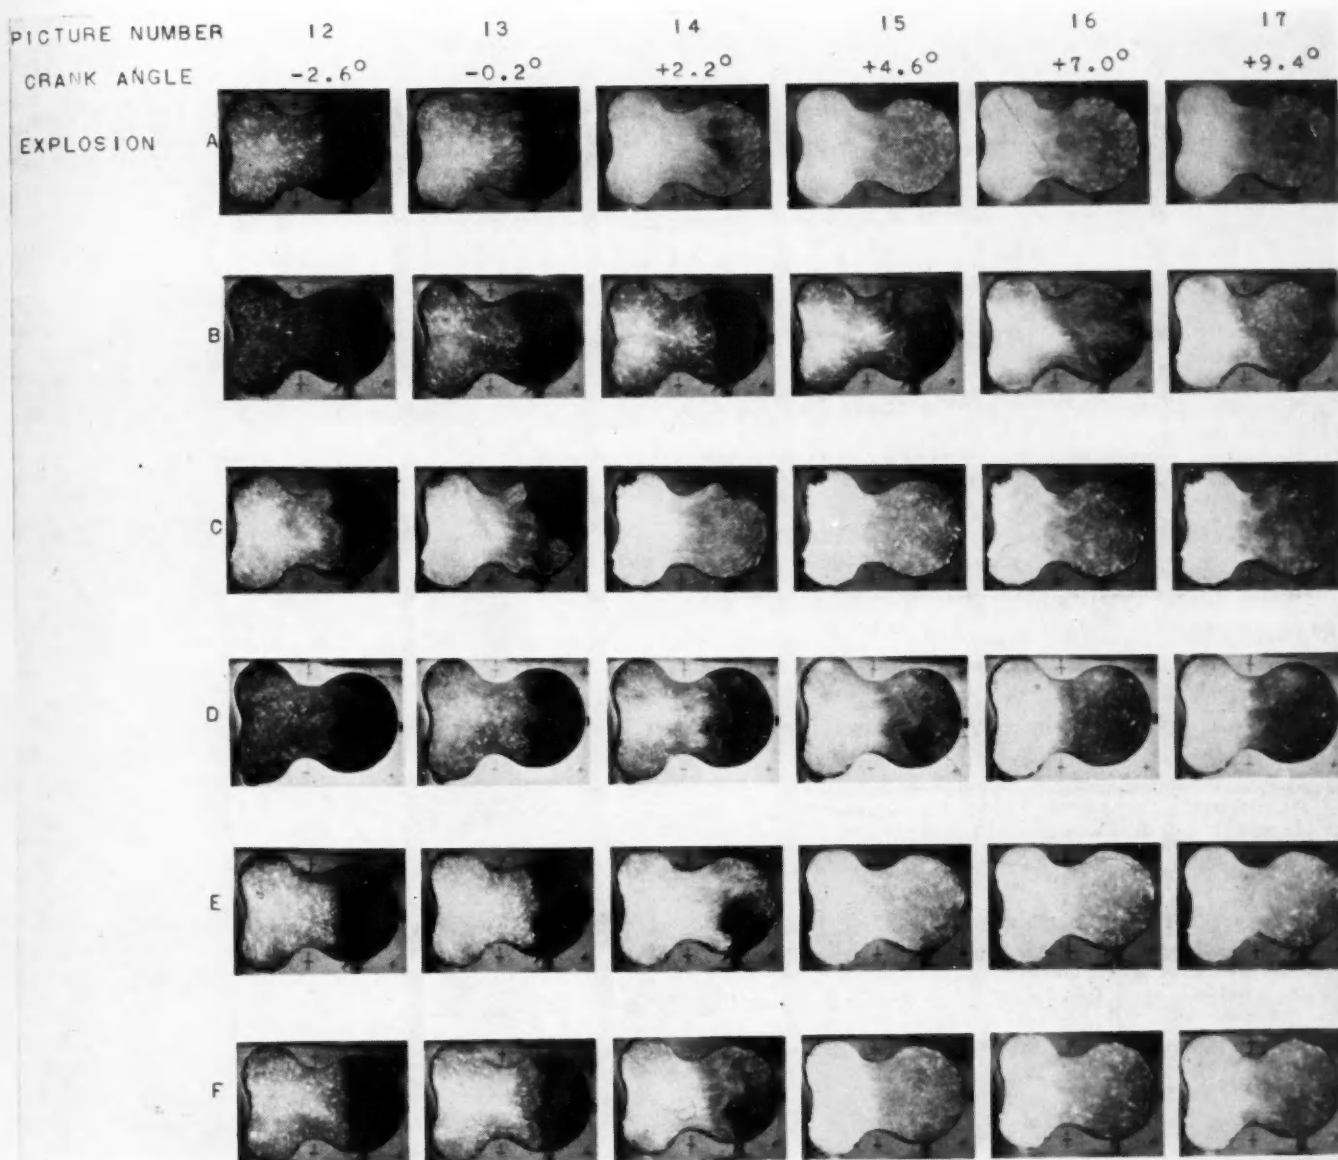 PICTURE NUMBER 12 13 14 15 16 17
CRANK ANGLE -2.6° -0.2° +2.2° +4.6° +7.0° +9.4°
EXPLOSION A
B
C
D
E
F